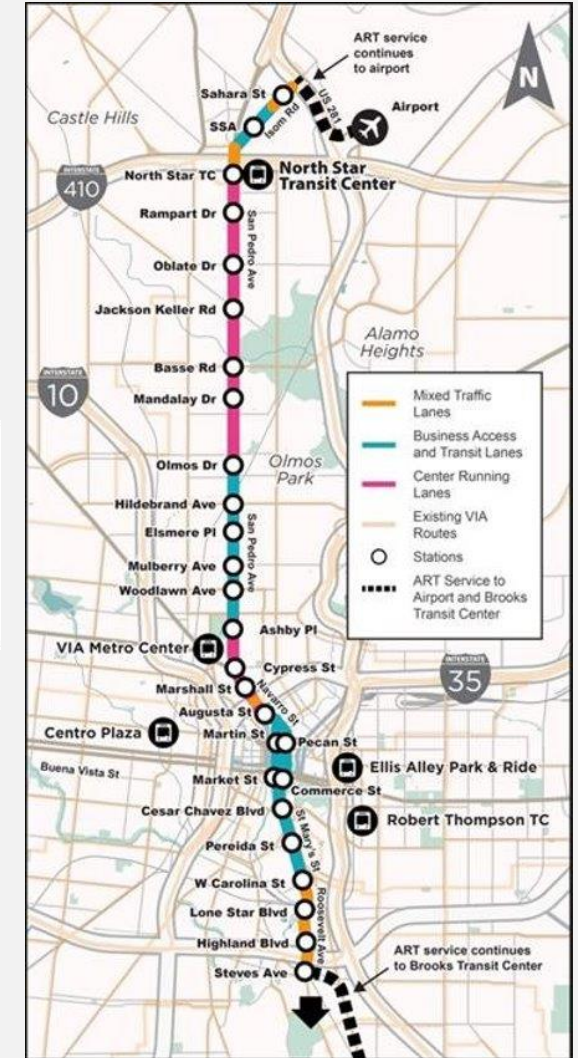 ART service
continues
to airport
N
Sahara St
Airport
US 281
Castle Hills
SSA
Isom Rd
INTERSTATE
410
North Star TC
North Star
Transit Center
Rampart Dr
San Pedro Ave
Oblate Dr
Jackson Keller Rd
Alamo
Heights
Basse Rd
INTERSTATE
10
Mandalay Dr
Mixed Traffic
Lanes
Business Access
and Transit Lanes
Center Running
Lanes
Existing VIA
Routes
Stations
ART Service to
Airport and Brooks
Transit Center
Olmos Dr
Olmos
Park
Hildebrand Ave
San Pedro Ave
Elsmere Pl
Mulberry Ave
Woodlawn Ave
Ashby Pl
VIA Metro Center
Cypress St
INTERSTATE
35
Marshall St
Navarro St
Augusta St
Centro Plaza
Martin St
Pecan St
Buena Vista St
Ellis Alley Park & Ride
Market St
Commerce St
Cesar Chavez Blvd
Robert Thompson TC
St Mary's St
Pereida St
W Carolina St
Roosevelt Ave
Lone Star Blvd
Highland Blvd
Steves Ave
ART service continues
to Brooks Transit Center